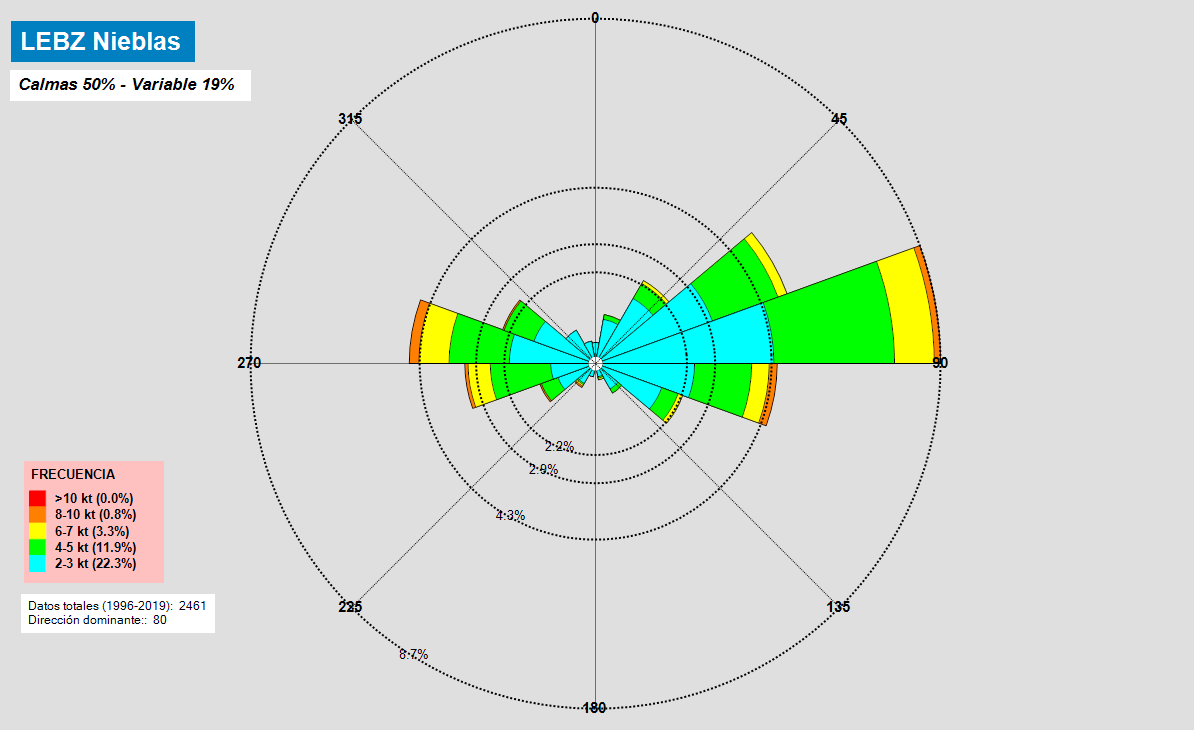 LEBZ Nieblas
Calmas 50% - Variable 19%
0
315
45
270
90
2.2%
2.9%
4.3%
FRECUENCIA
>10 kt (0.0%)
8-10 kt (0.8%)
6-7 kt (3.3%)
4-5 kt (11.9%)
2-3 kt (22.3%)
Datos totales (1996-2019): 2461
Dirección dominante:: 80
225
135
8.7%
180